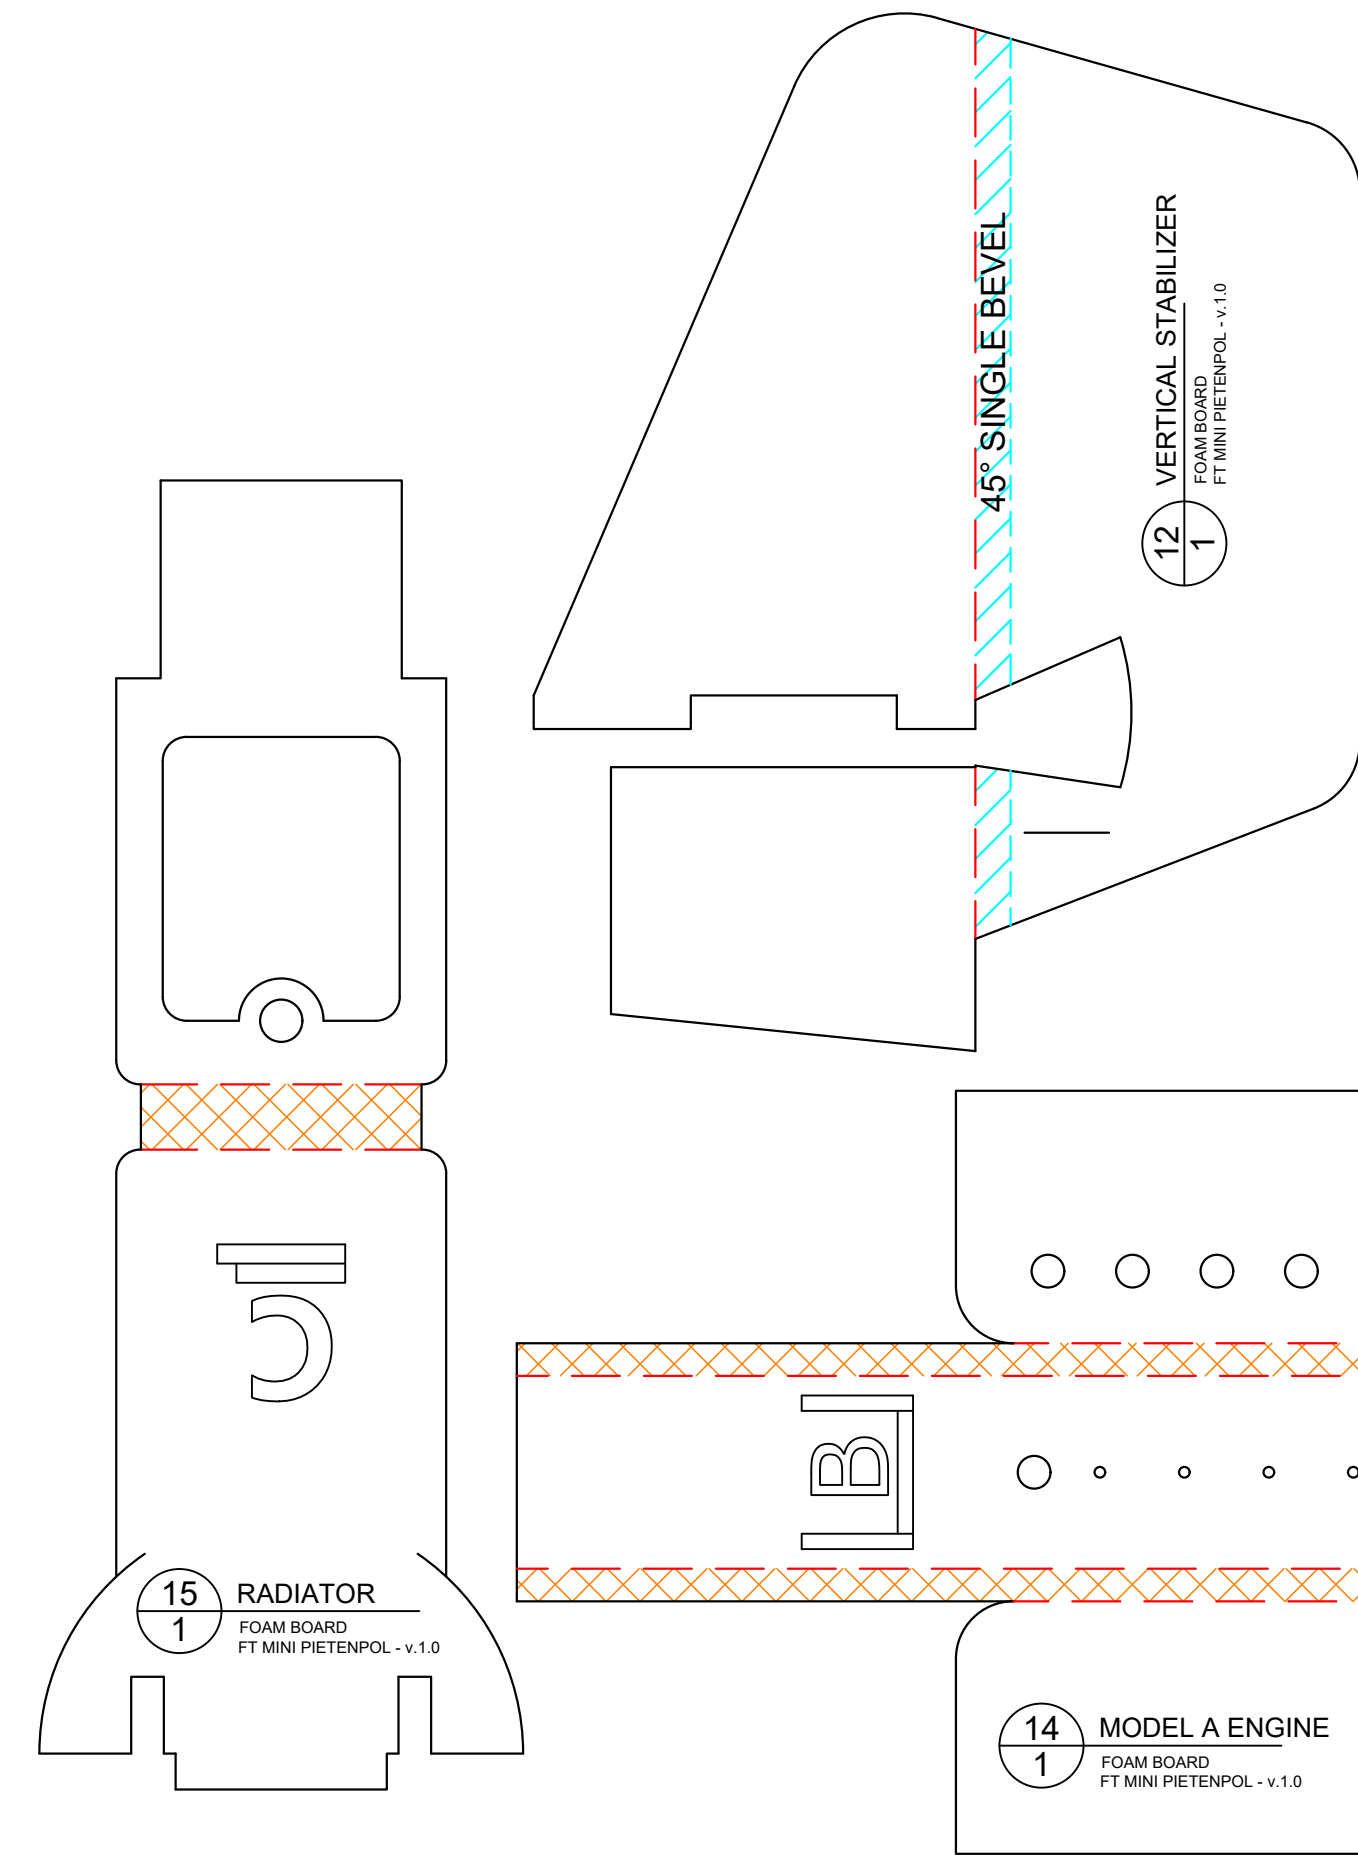 45° SINGLE BEVEL
12
1
VERTICAL STABILIZER
FOAM BOARD
FT MINI PIETENPOL - v.1.0
C
B
15
1
RADIATOR
FOAM BOARD
FT MINI PIETENPOL - v.1.0
14
1
MODEL A ENGINE
FOAM BOARD
FT MINI PIETENPOL - v.1.0